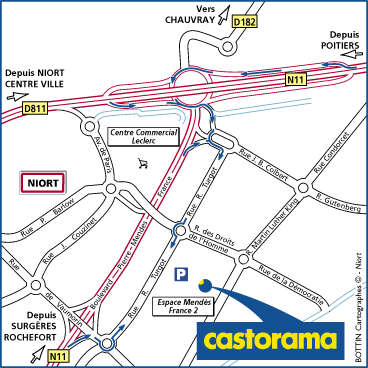 Vers
CHAUVRAY
D182
Depuis
POITIERS
Depuis NIORT
CENTRE VILLE
N11
D811
Centre Commercial
Leclerc
Av. de Paris
Rue J. B. Colbert
Rue Condorcet
NIORT
Rue P. Barlow
Rue J. Couzinet
Rue R. Turgot
R. Gutenberg
R. Martin Luther King
R. des Droits
de l'Homme
Boulevard - Pierre - Mendes - France
Rue R. Turgot
P
Rue de la Démocratie
Espace Mendès
France 2
Depuis
SURGÈRES
ROCHEFORT
de Vaumorin
N11
castorama
BOTTIN Cartographes © - Niort